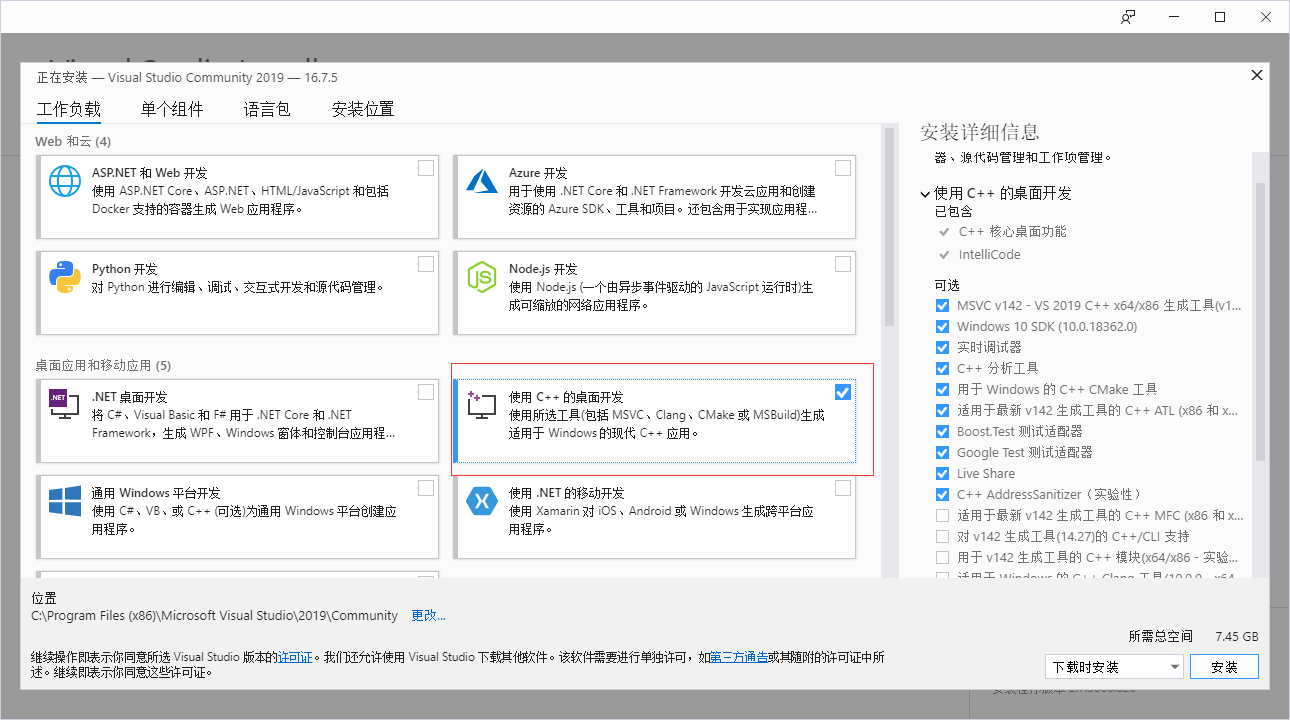 正在安装 — Visual Studio Community 2019 — 16.7.5
工作负载 单个组件 语言包 安装位置
Web 和云 (4)
ASP.NET 和 Web 开发
使用 ASP.NET Core、ASP.NET、HTML/JavaScript 和包括
Docker 支持的容器生成 Web 应用程序。
Azure 开发
用于使用 .NET Core 和 .NET Framework 开发云应用和创建
资源的 Azure SDK、工具和项目。还包含用于实现应用程...
Python 开发
对 Python 进行编辑、调试、交互式开发和源代码管理。
Node.js 开发
使用 Node.js (一个由异步事件驱动的 JavaScript 运行时)生
成可缩放的网络应用程序。
桌面应用和移动应用 (5)
.NET
.NET 桌面开发
将 C#、Visual Basic 和 F# 用于 .NET Core 和 .NET
Framework，生成 WPF、Windows 窗体和控制台应用程...
使用 C++ 的桌面开发
使用所选工具(包括 MSVC、Clang、CMake 或 MSBuild)生成
适用于 Windows 的现代 C++ 应用。
通用 Windows 平台开发
使用 C#、VB、或 C++ (可选)为通用 Windows 平台创建应
用程序。
使用 .NET 的移动开发
使用 Xamarin 对 iOS、Android 或 Windows 生成跨平台应
用程序。
安装详细信息
器、源代码管理和工作项管理。
使用 C++ 的桌面开发
已包含
C++ 核心桌面功能
IntelliCode
可选
MSVC v142 - VS 2019 C++ x64/x86 生成工具(v1...
Windows 10 SDK (10.0.18362.0)
实时调试器
C++ 分析工具
用于 Windows 的 C++ CMake 工具
适用于最新 v142 生成工具的 C++ ATL (x86 和 x...
Boost.Test 测试适配器
Google Test 测试适配器
Live Share
C++ AddressSanitizer（实验性）
适用于最新 v142 生成工具的 C++ MFC (x86 和 x...
对 v142 生成工具(14.27)的 C++/CLI 支持
用于 v142 生成工具的 C++ 模块(x64/x86 - 实验...
适用于 Windows 的 C++ Clang 工具(10.0.0 - x64
位置
C:\Program Files (x86)\Microsoft Visual Studio\2019\Community 更改...
继续操作即表示你同意所选 Visual Studio 版本的许可证。我们还允许使用 Visual Studio 下载其他软件。该软件需要进行单独许可，如第三方通告或其随附的许可证中所
述。继续即表示你同意这些许可证。
所需总空间 7.45 GB
下载时安装 安装